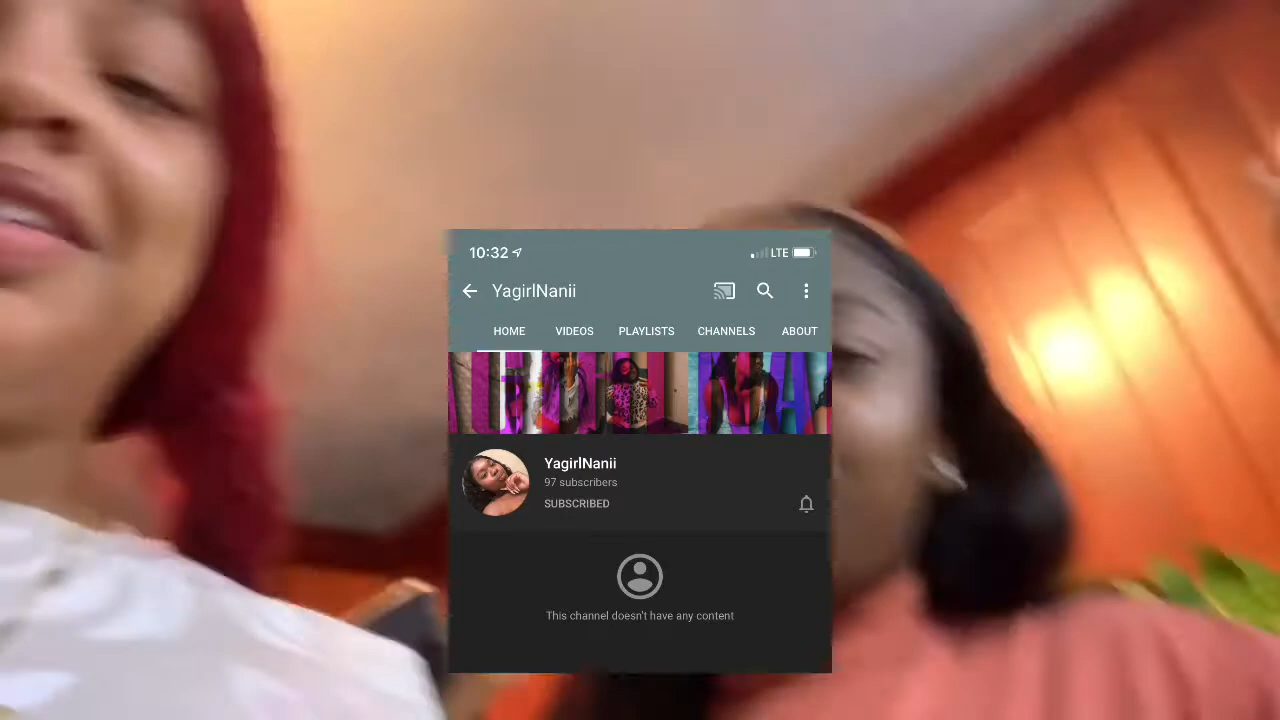 10:32 LTE
YagirlNanii
HOME VIDEOS PLAYLISTS CHANNELS ABOUT
YagirlNanii
97 subscribers
SUBSCRIBED
This channel doesn't have any content